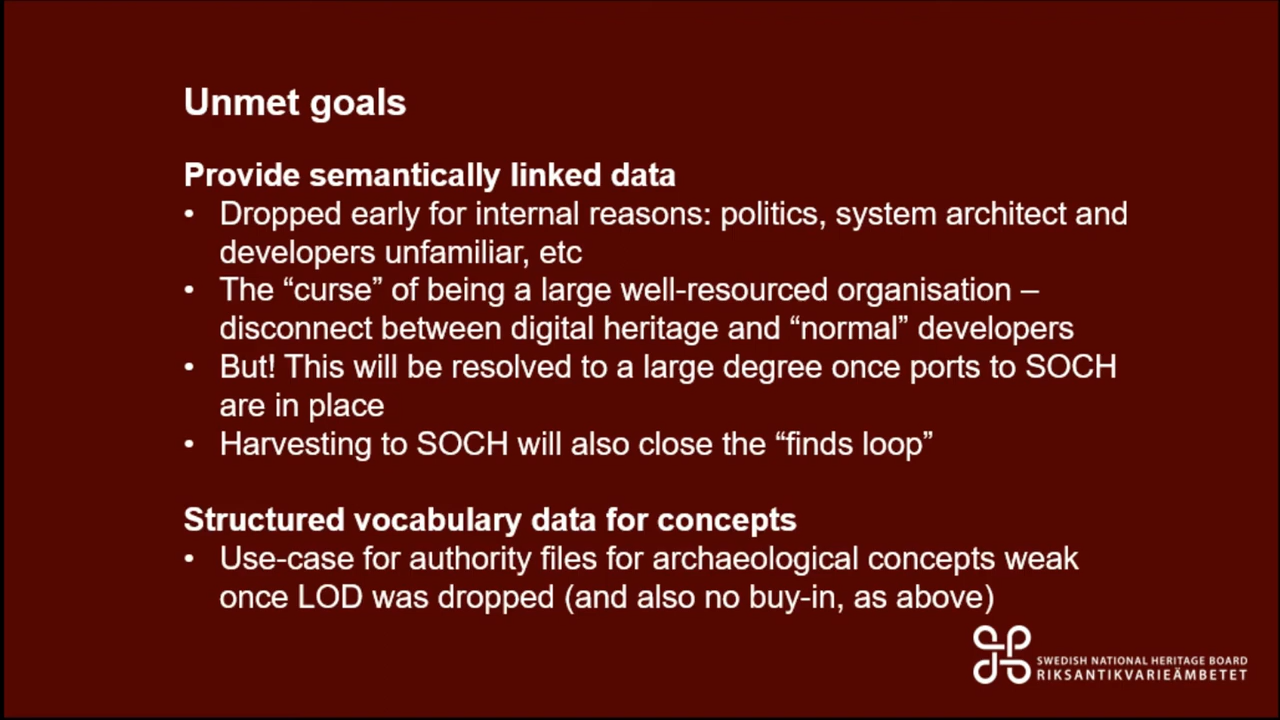 Unmet goals
Provide semantically linked data
• Dropped early for internal reasons: politics, system architect and
developers unfamiliar, etc
• The “curse” of being a large well-resourced organisation –
disconnect between digital heritage and “normal” developers
• But! This will be resolved to a large degree once ports to SOCH
are in place
• Harvesting to SOCH will also close the “finds loop”
Structured vocabulary data for concepts
• Use-case for authority files for archaeological concepts weak
once LOD was dropped (and also no buy-in, as above)
SWEDISH NATIONAL HERITAGE BOARD
RIKSANTIKVARIEÄMBETET